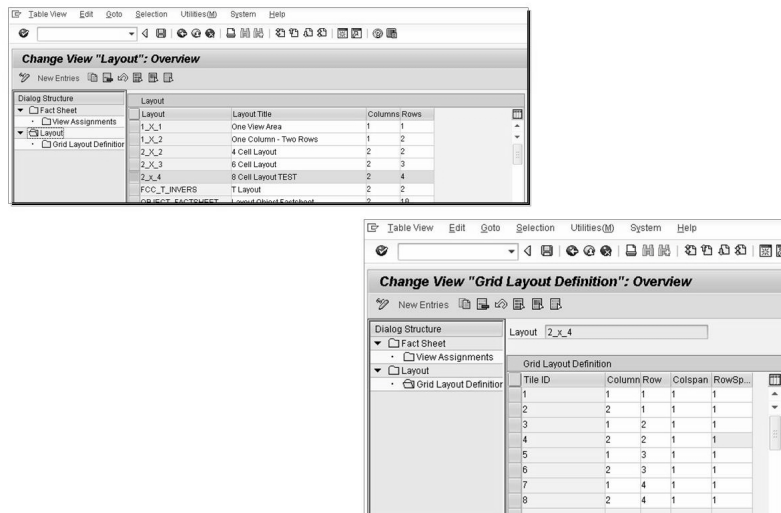 Table View Edit Goto Selection Utilities(M) System Help
Change View "Layout": Overview
New Entries
Dialog Structure
Fact Sheet
View Assignments
Layout
Grid Layout Definition
Layout
Layout Layout Title Columns Rows
1_X_1 One View Area 1 1
1_X_2 One Column - Two Rows 1 2
2_X_2 4 Cell Layout 2 2
2_X_3 6 Cell Layout 2 3
2_x_4 8 Cell Layout TEST 2 4
FCC_T_INVERS T Layout 2 2
OBJECT_FACTSHEET Layout Object Factsheet 2 10
Table View Edit Goto Selection Utilities(M) System Help
Change View "Grid Layout Definition": Overview
New Entries
Dialog Structure
Fact Sheet
View Assignments
Layout
Grid Layout Definition
Layout 2_x_4
Grid Layout Definition
Tile ID Column Row Colspan RowSp...
1 1 1 1 1
2 2 1 1 1
3 1 2 1 1
4 2 2 1 1
5 1 3 1 1
6 2 3 1 1
7 1 4 1 1
8 2 4 1 1